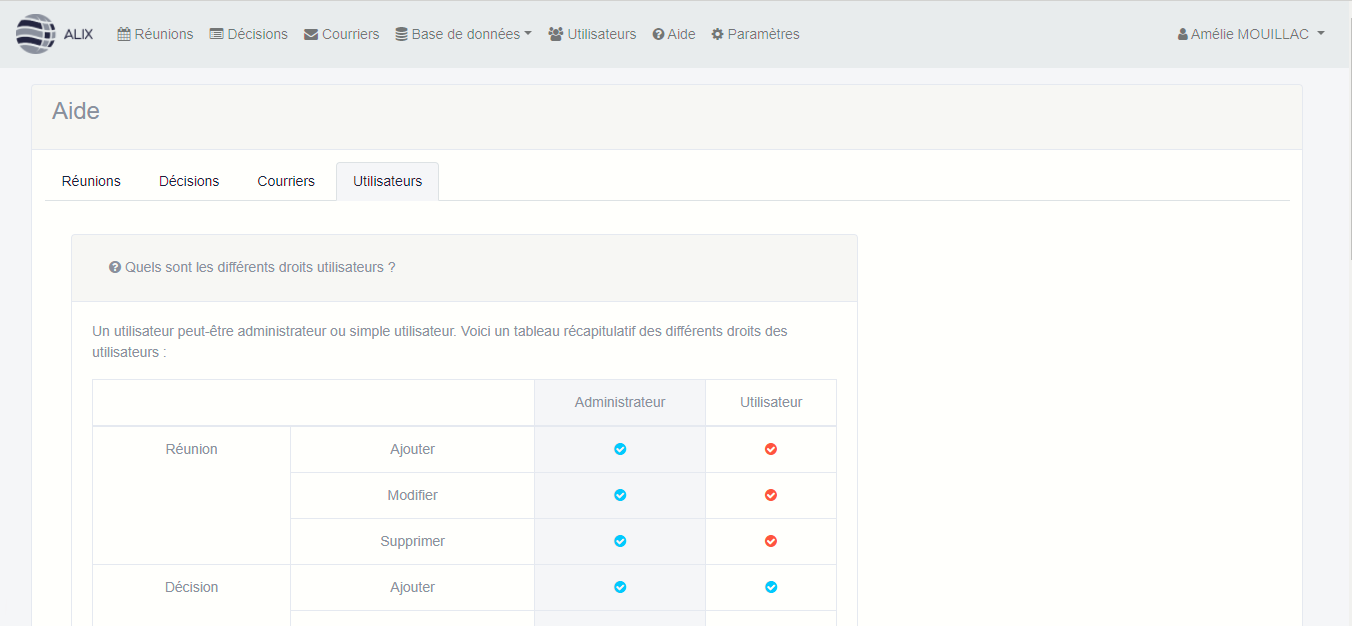 ALIX Réunions Décisions Courriers Base de données Utilisateurs Aide Paramètres Amélie MOUILLAC
Aide
Réunions Décisions Courriers Utilisateurs
Quels sont les différents droits utilisateurs ?
Un utilisateur peut-être administrateur ou simple utilisateur. Voici un tableau récapitulatif des différents droits des
utilisateurs :
Administrateur Utilisateur
Réunion Ajouter
Modifier
Supprimer
Décision Ajouter